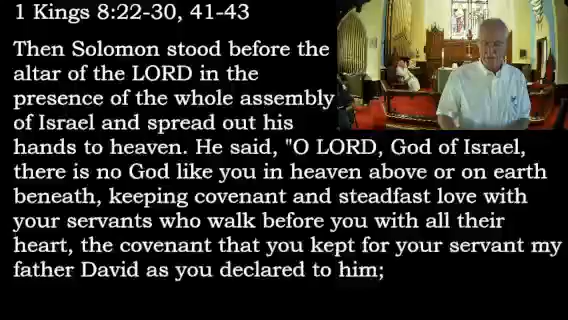 1 Kings 8:22-30, 41-43
Then Solomon stood before the
altar of the LORD in the
presence of the whole assembly
of Israel and spread out his
hands to heaven. He said, "O LORD, God of Israel,
there is no God like you in heaven above or on earth
beneath, keeping covenant and steadfast love with
your servants who walk before you with all their
heart, the covenant that you kept for your servant my
father David as you declared to him;